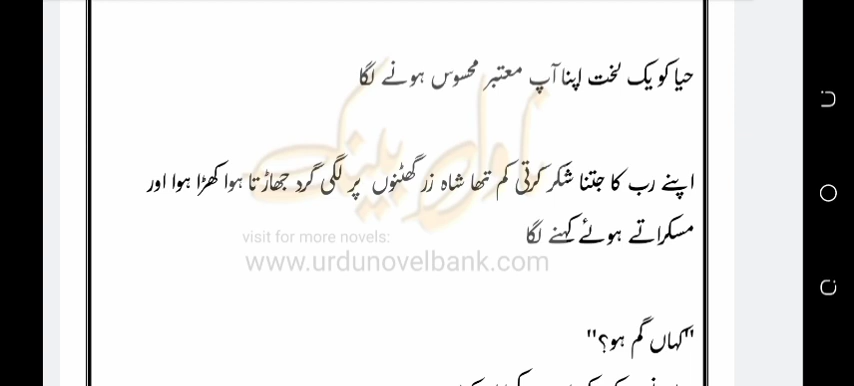 حیا کو یک لخت اپنا آپ معتبر محسوس ہونے لگا
اپنے رب کا جتنا شکر کرتی کم تھا شاہ زر گھٹنوں پر لگی گرد جھاڑتا ہوا کھڑا ہوا اور
مسکراتے ہوئے کہنے لگا
visit for more novels:
www.urdunovelbank.com
"کہاں گم ہو؟"